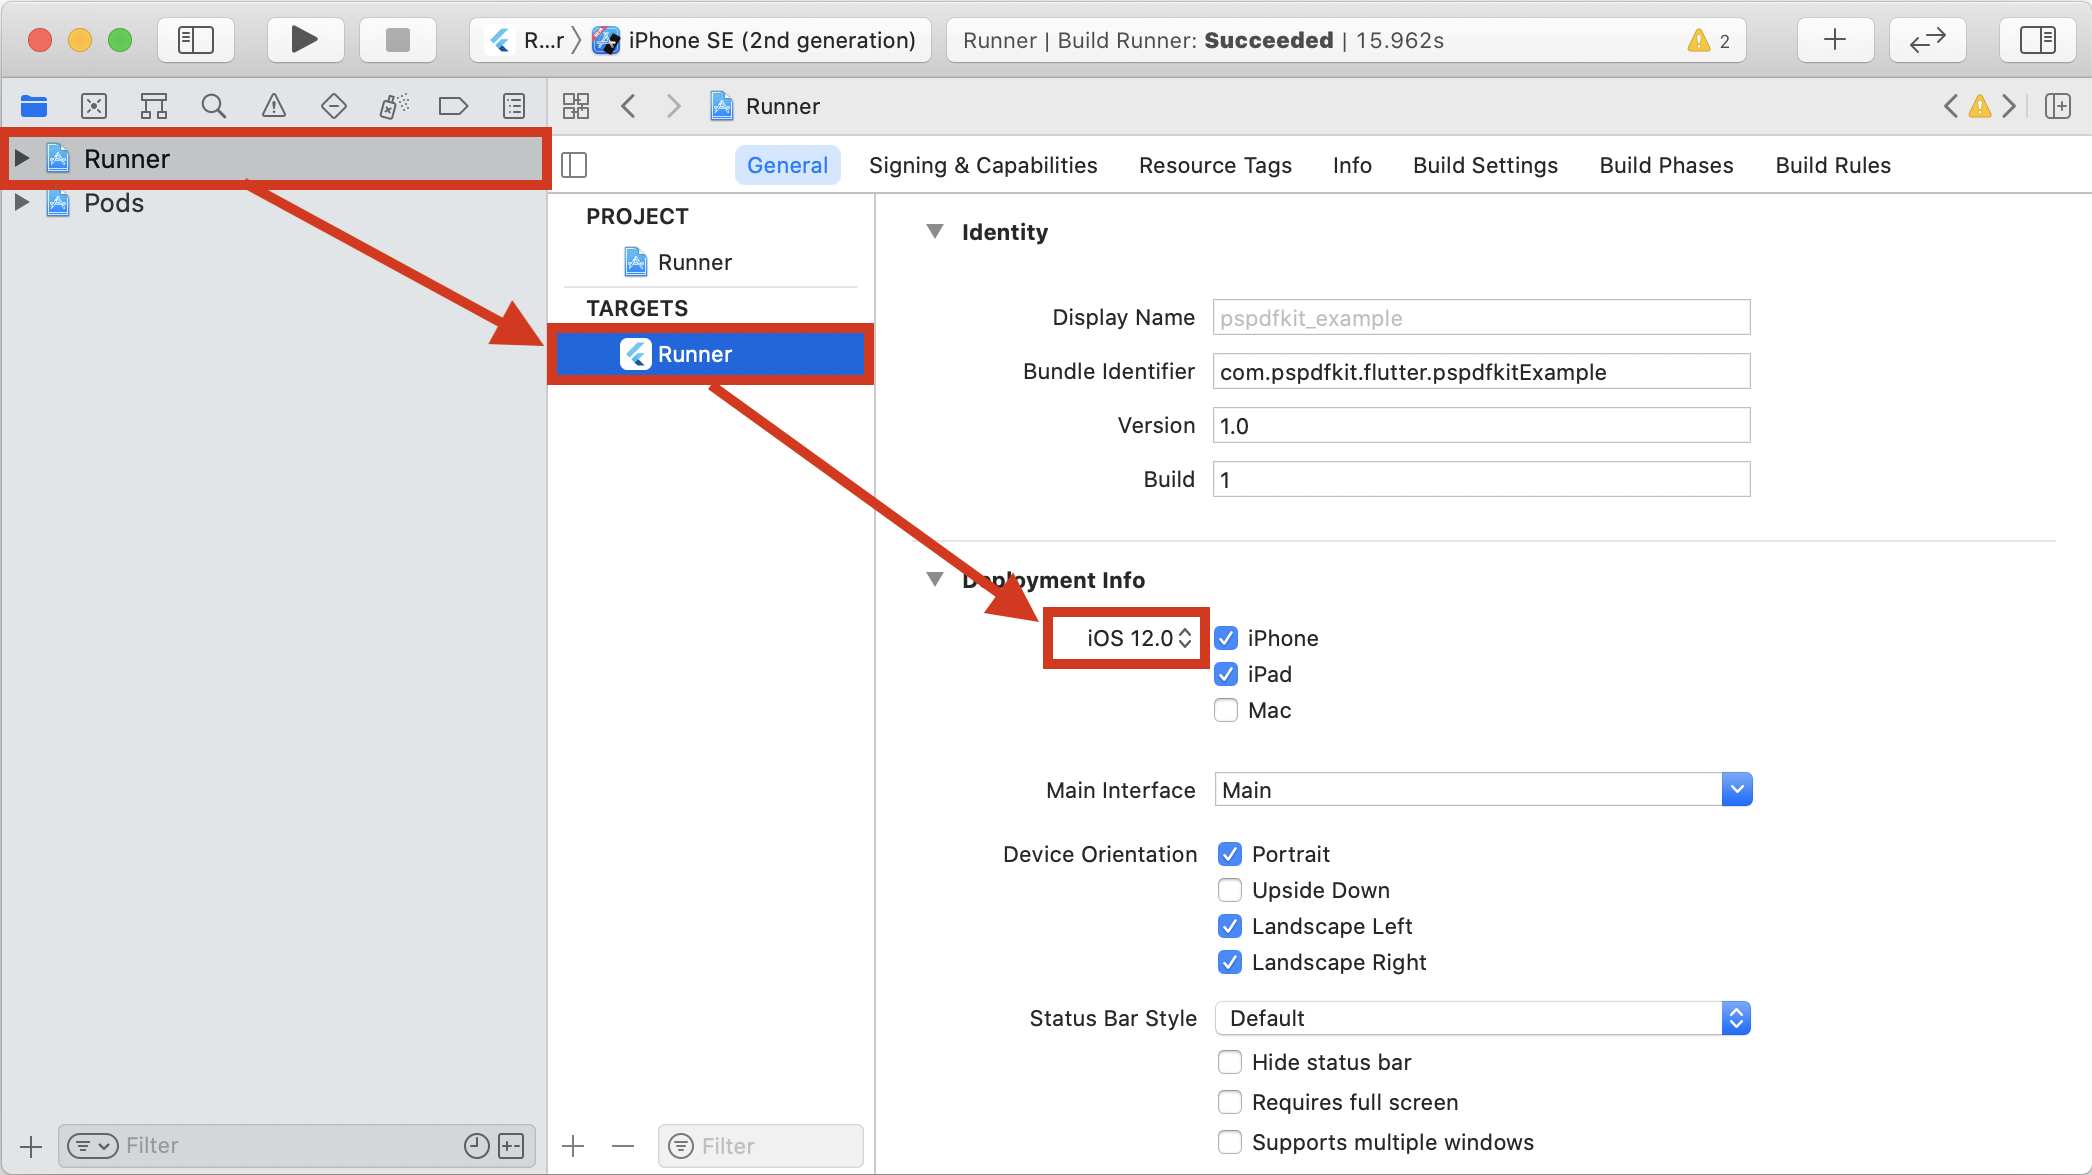 R...r iPhone SE (2nd generation) Runner | Build Runner: Succeeded | 15.962s 2
Runner
Runner
Pods
General Signing & Capabilities Resource Tags Info Build Settings Build Phases Build Rules
PROJECT
Runner
TARGETS
Runner
Identity
Display Name pspdfkit_example
Bundle Identifier com.pspdfkit.flutter.pspdfkitExample
Version 1.0
Build 1
Deployment Info
iOS 12.0 iPhone
iPad
Mac
Main Interface Main
Device Orientation Portrait
Upside Down
Landscape Left
Landscape Right
Status Bar Style Default
Hide status bar
Requires full screen
Supports multiple windows
Filter Filter